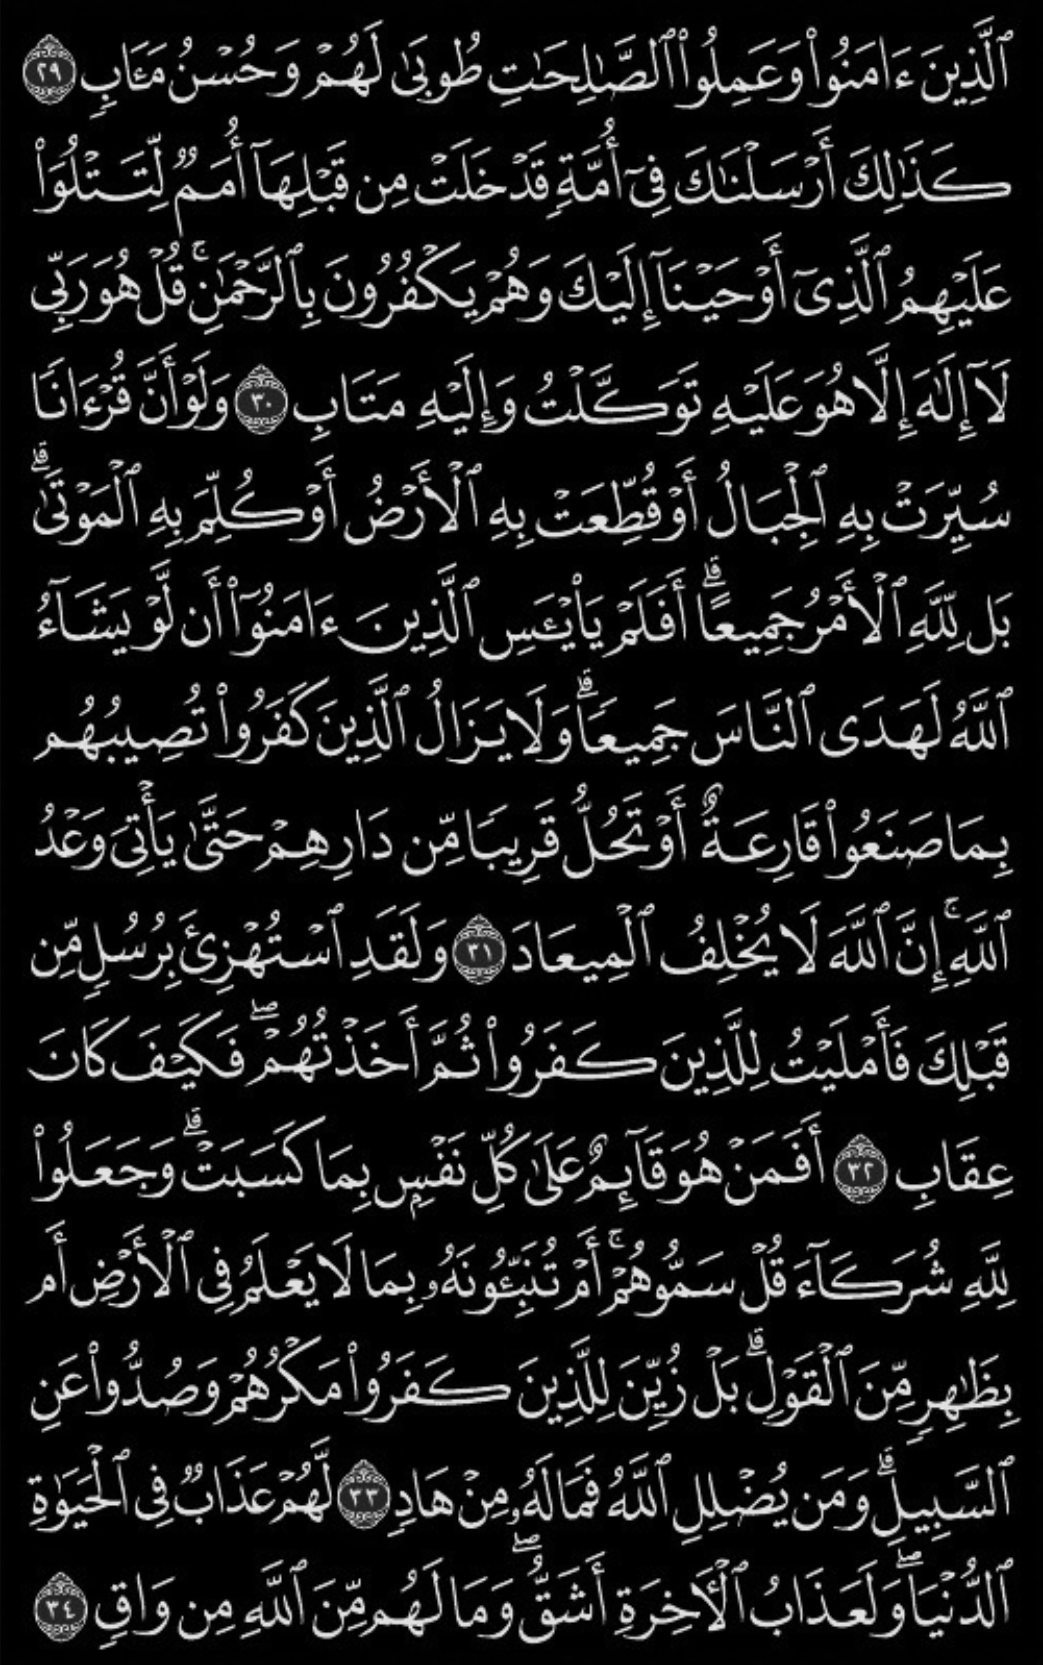 ٱلَّذِينَ ءَامَنُوا۟ وَعَمِلُوا۟ ٱلصَّـٰلِحَـٰتِ طُوبَىٰ لَهُمْ وَحُسْنُ مَـَٔابٍ ٢٩
كَذَٰلِكَ أَرْسَلْنَـٰكَ فِىٓ أُمَّةٍ قَدْ خَلَتْ مِن قَبْلِهَآ أُمَمٌ لِّتَتْلُوَا۟
عَلَيْهِمُ ٱلَّذِىٓ أَوْحَيْنَآ إِلَيْكَ وَهُمْ يَكْفُرُونَ بِٱلرَّحْمَـٰنِ ۚ قُلْ هُوَ رَبِّى
لَآ إِلَـٰهَ إِلَّا هُوَ عَلَيْهِ تَوَكَّلْتُ وَإِلَيْهِ مَتَابِ ٣٠ وَلَوْ أَنَّ قُرْءَانًا
سُيِّرَتْ بِهِ ٱلْجِبَالُ أَوْ قُطِّعَتْ بِهِ ٱلْأَرْضُ أَوْ كُلِّمَ بِهِ ٱلْمَوْتَىٰ ۗ
بَل لِّلَّهِ ٱلْأَمْرُ جَمِيعًا ۗ أَفَلَمْ يَا۟يْـَٔسِ ٱلَّذِينَ ءَامَنُوٓا۟ أَن لَّوْ يَشَآءُ
ٱللَّهُ لَهَدَى ٱلنَّاسَ جَمِيعًا ۗ وَلَا يَزَالُ ٱلَّذِينَ كَفَرُوا۟ تُصِيبُهُم
بِمَا صَنَعُوا۟ قَارِعَةٌ أَوْ تَحُلُّ قَرِيبًا مِّن دَارِهِمْ حَتَّىٰ يَأْتِىَ وَعْدُ
ٱللَّهِ ۚ إِنَّ ٱللَّهَ لَا يُخْلِفُ ٱلْمِيعَادَ ٣١ وَلَقَدِ ٱسْتُهْزِئَ بِرُسُلٍ مِّن
قَبْلِكَ فَأَمْلَيْتُ لِلَّذِينَ كَفَرُوا۟ ثُمَّ أَخَذْتُهُمْ ۖ فَكَيْفَ كَانَ
عِقَابِ ٣٢ أَفَمَنْ هُوَ قَآئِمٌ عَلَىٰ كُلِّ نَفْسٍۭ بِمَا كَسَبَتْ ۗ وَجَعَلُوا۟
لِلَّهِ شُرَكَآءَ قُلْ سَمُّوهُمْ ۚ أَمْ تُنَبِّـُٔونَهُۥ بِمَا لَا يَعْلَمُ فِى ٱلْأَرْضِ أَم
بِظَـٰهِرٍ مِّنَ ٱلْقَوْلِ ۗ بَلْ زُيِّنَ لِلَّذِينَ كَفَرُوا۟ مَكْرُهُمْ وَصُدُّوا۟ عَنِ
ٱلسَّبِيلِ ۗ وَمَن يُضْلِلِ ٱللَّهُ فَمَا لَهُۥ مِنْ هَادٍ ٣٣ لَّهُمْ عَذَابٌ فِى ٱلْحَيَوٰةِ
ٱلدُّنْيَا ۖ وَلَعَذَابُ ٱلْـَٔاخِرَةِ أَشَقُّ ۖ وَمَا لَهُم مِّنَ ٱللَّهِ مِن وَاقٍ ٣٤